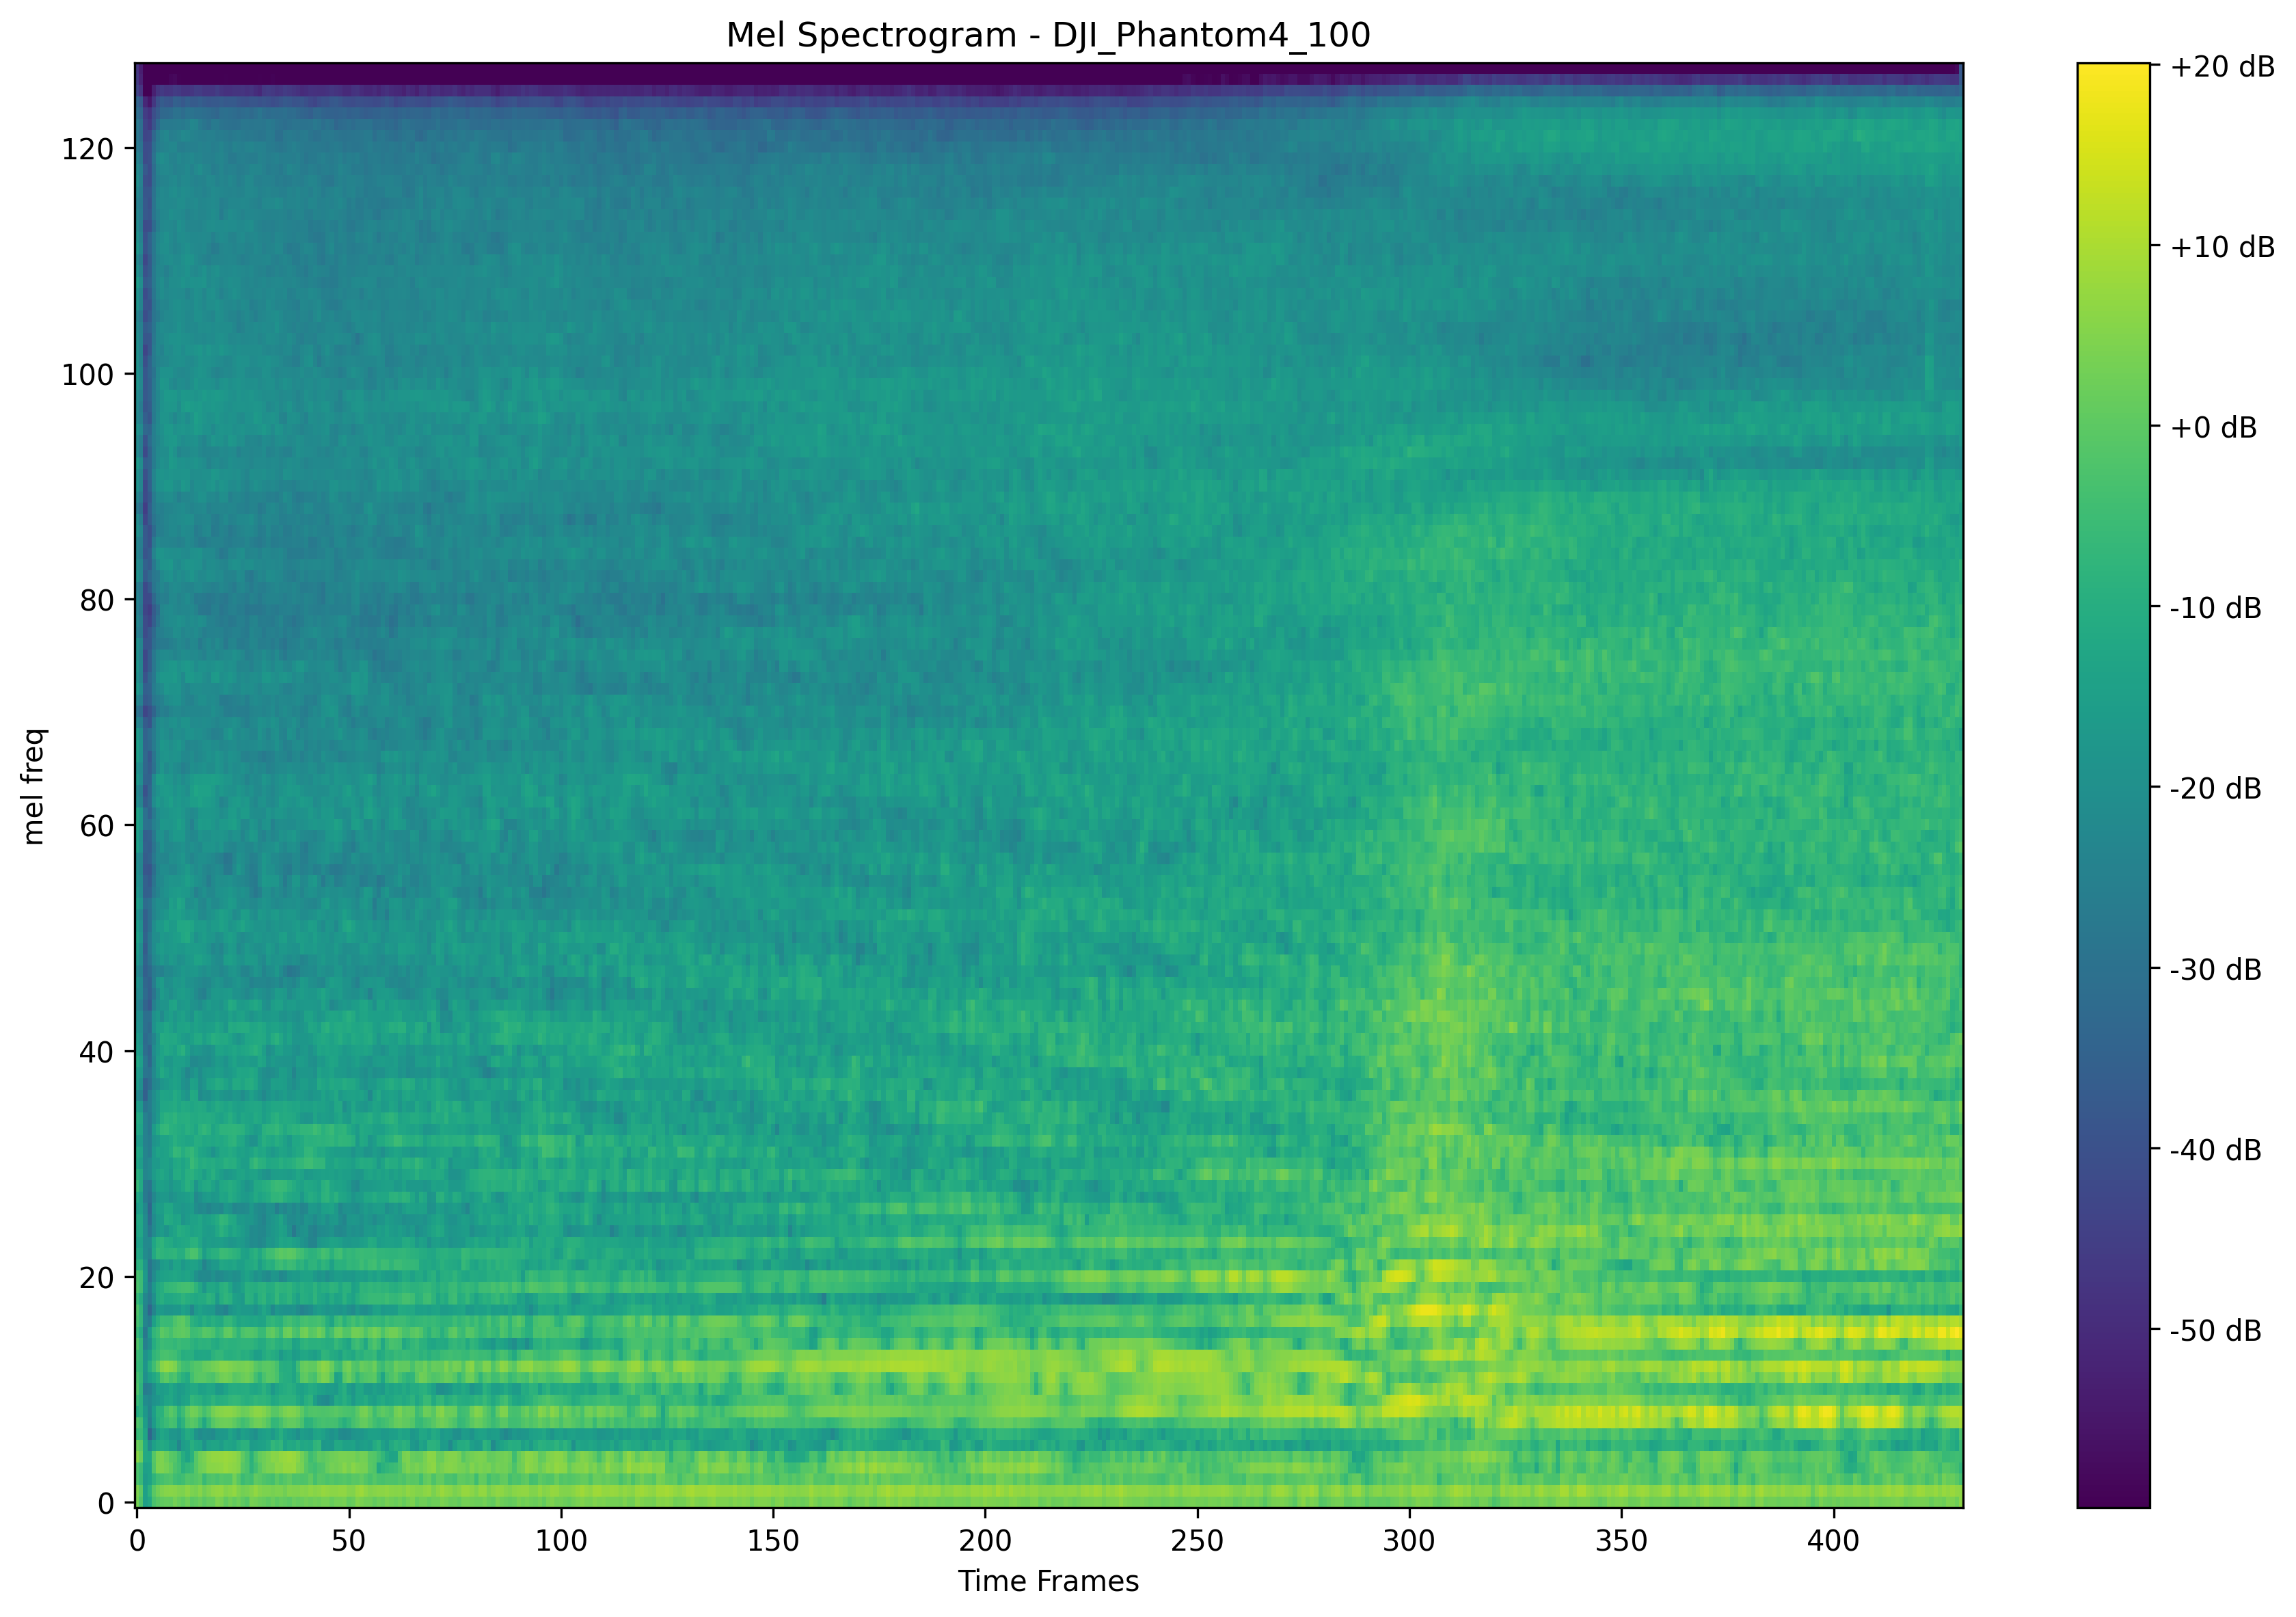 Mel Spectrogram - DJI_Phantom4_100
+20 dB
+10 dB
+0 dB
-10 dB
-20 dB
-30 dB
-40 dB
-50 dB
120
100
80
60
40
20
0
mel freq
0 50 100 150 200 250 300 350 400
Time Frames